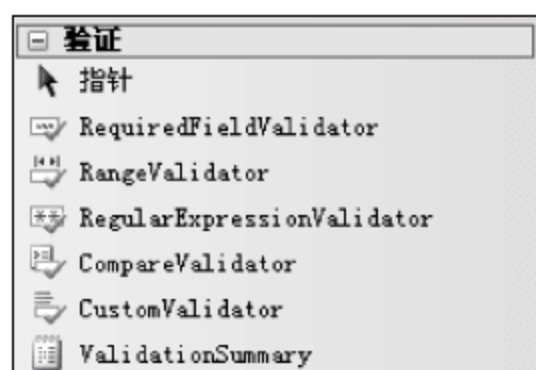 验证
指针
RequiredFieldValidator
RangeValidator
RegularExpressionValidator
CompareValidator
CustomValidator
ValidationSummary